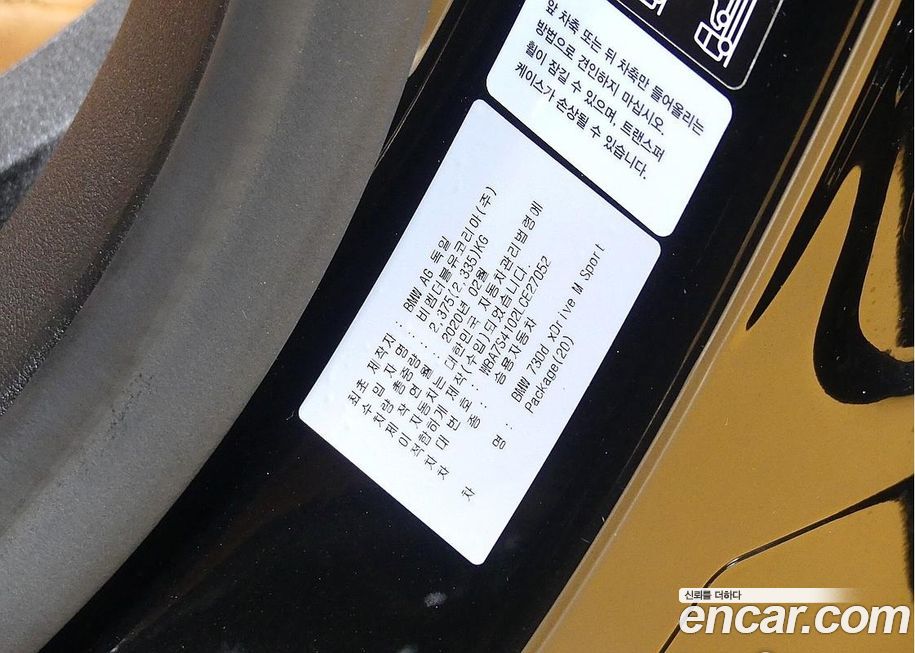 앞 차축 또는 뒤 차축만 들어올리는
방법으로 견인하지 마십시오.
휠이 잠길 수 있으며, 트랜스퍼
케이스가 손상될 수 있습니다.
최초 제작자 : BMW AG 독일
수입자명 : 비엠더블유코리아(주)
차량총중량 : 2,375(2,335)KG
제작연월 : 2020년 02월
이 자동차는 대한민국 자동차관리법령에
적합하게 제작(수입)되었습니다.
차대번호 : WBA7S4102LCE27052
차종 : 승용자동차
차명 : BMW 730d xDrive M Sport
Package(20)
신뢰를 더하다
encar.com